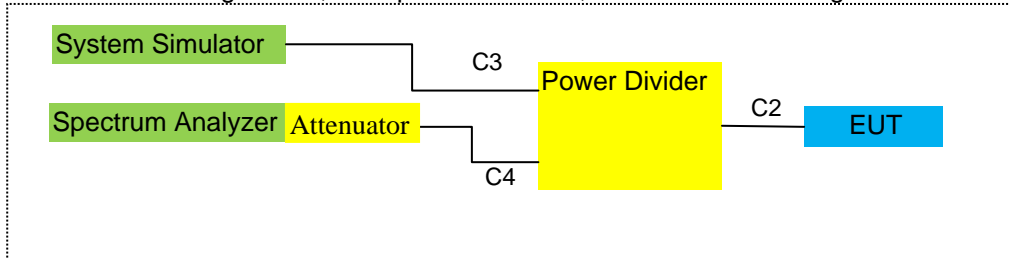 System Simulator
C3
Power Divider
Spectrum Analyzer
Attenuator
C2
EUT
C4